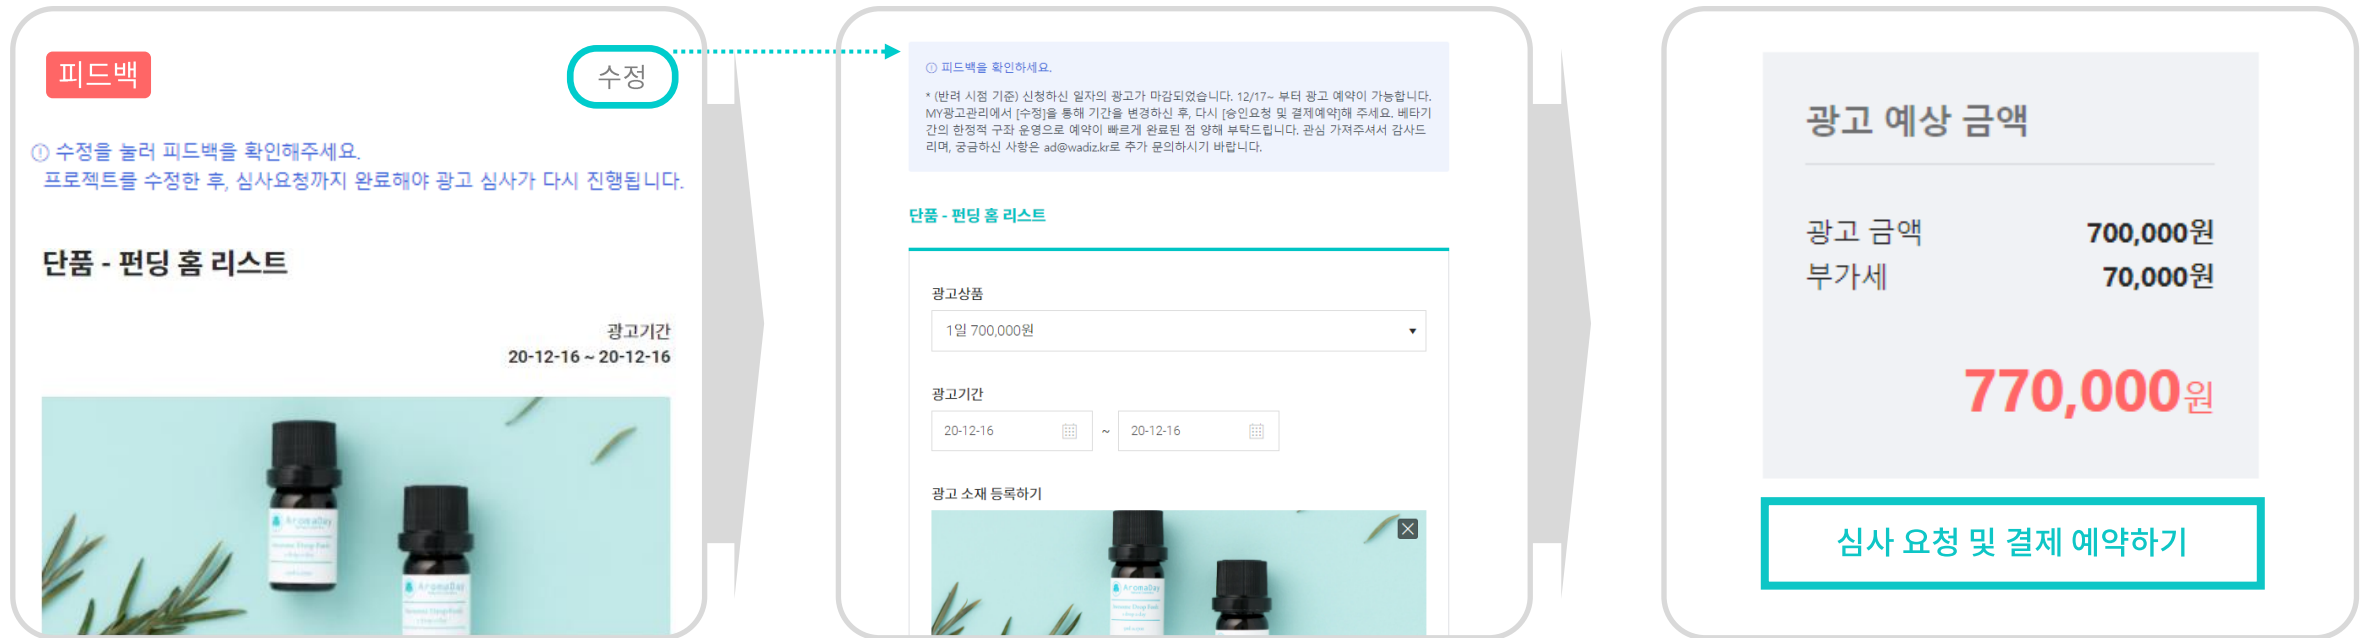 피드백
수정
① 수정을 눌러 피드백을 확인해주세요.
프로젝트를 수정한 후, 심사요청까지 완료해야 광고 심사가 다시 진행됩니다.
단품 - 펀딩 홈 리스트
광고기간
20-12-16 ~ 20-12-16
AromaDay
AromaDay
피드백을 확인하세요.
* (반려 시점 기준) 신청하신 일자의 광고가 마감되었습니다. 12/17~ 부터 광고 예약이 가능합니다.
MY광고관리에서 [수정]을 통해 기간을 변경하신 후, 다시 [승인요청 및 결제예약]해 주세요. 베타기
간의 한정적 구좌 운영으로 예약이 빠르게 완료된 점 양해 부탁드립니다. 관심 가져주셔서 감사드
리며, 궁금하신 사항은 ad@wadiz.kr로 추가 문의하시기 바랍니다.
단품 - 펀딩 홈 리스트
광고상품
1일 700,000원
광고기간
20-12-16 ~ 20-12-16
광고 소재 등록하기
AromaDay
광고 예상 금액
광고 금액 700,000원
부가세 70,000원
770,000원
심사 요청 및 결제 예약하기